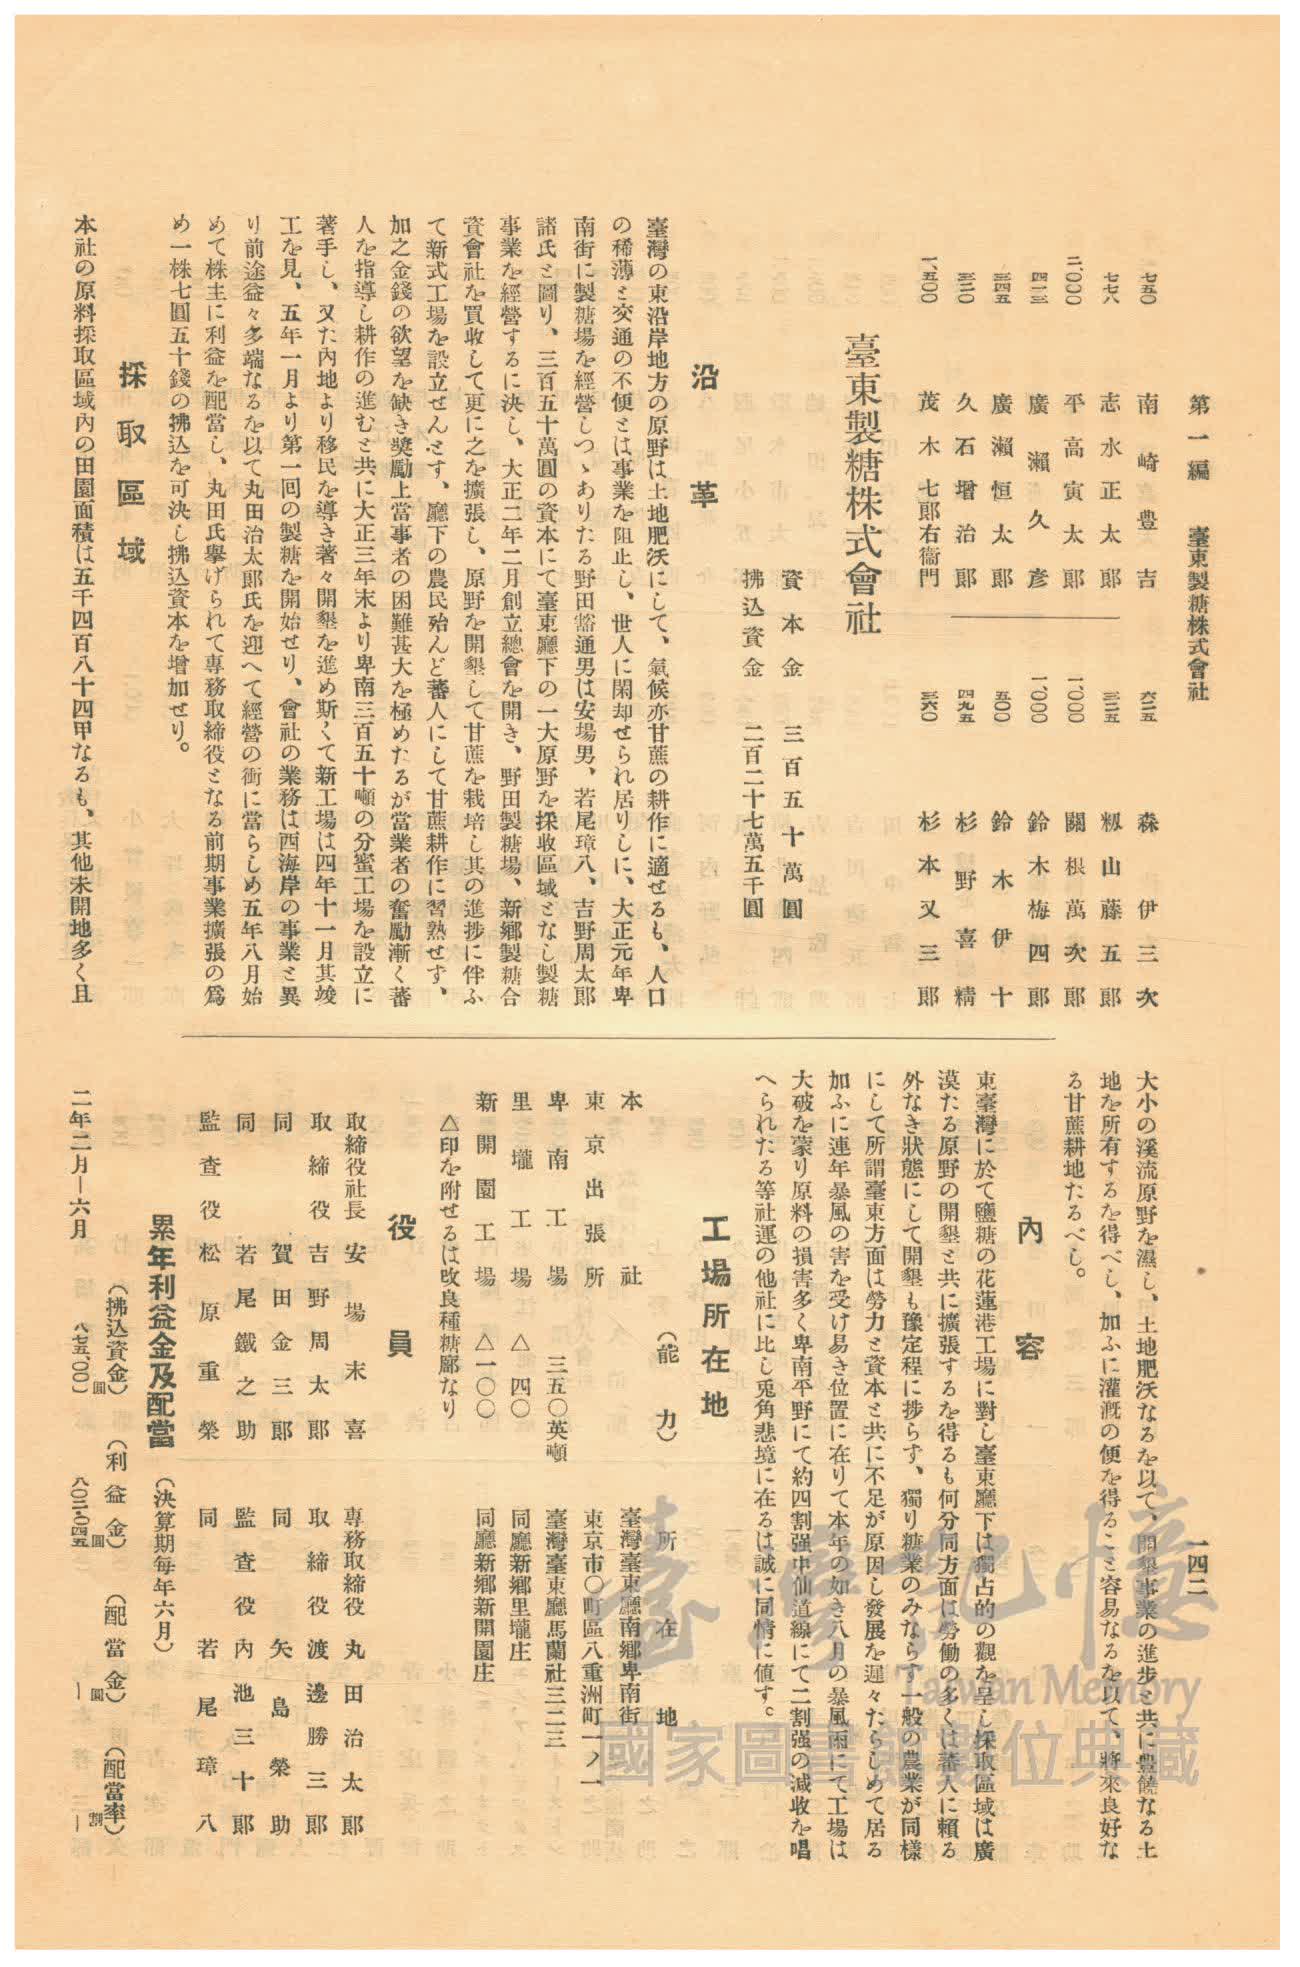 第一編　臺東製糖株式會社
一四二
七五〇　南崎豊吉
七七八　志水正太郎
二、〇〇〇　平高寅太郎
四一三　廣瀨久彦
三四五　廣瀨恒太郎
三二〇　久石增治郎
一、五〇〇　茂木七郎右衞門
六二五　森伊三次
三二五　籾山藤五郎
一、〇〇〇　關根萬次郎
一、〇〇〇　鈴木梅四郎
五〇〇　鈴木伊十
四九五　杉野喜精
三六〇　杉本又三郎
臺東製糖株式會社
資本金　三百五十萬圓
拂込資金　二百二十七萬五千圓
沿革
臺灣の東沿岸地方の原野は土地肥沃にして、氣候亦甘蔗の耕作に適せるも、人口
の稀薄と交通の不便とは事業を阻止し、世人に閑却せられ居りしに、大正元年卑
南街に製糖場を經營しつゝありたる野田豁通男は安場男、若尾璋八、吉野周太郎
諸氏と圖り、三百五十萬圓の資本にて臺東廳下の一大原野を採收區域となし製糖
事業を經營するに決し、大正二年二月創立總會を開き、野田製糖場、新鄉製糖合
資會社を買收して更に之を擴張し、原野を開墾して甘蔗を栽培し其の進捗に伴ふ
て新式工場を設立せんとす、廳下の農民殆んど蕃人にして甘蔗耕作に習熟せず、
加之金錢の欲望を缺き奬勵上當事者の困難甚大を極めたるが當業者の奮勵漸く蕃
人を指導し耕作の進むと共に大正三年末より卑南三百五十噸の分蜜工場を設立に
著手し、又た內地より移民を導き著々開墾を進め斯くて新工場は四年十一月其竣
工を見、五年一月より第一回の製糖を開始せり、會社の業務は西海岸の事業と異
り前途益々多端なるを以て丸田治太郎氏を迎へて經營の衝に當らしめ五年八月始
めて株主に利益を配當し、丸田氏擧げられて專務取締役となる前期事業擴張の爲
め一株七圓五十錢の拂込を可決し拂込資本を增加せり。
採取區域
本社の原料採取區域內の田園面積は五千四百八十四甲なるも、其他未開地多く且
大小の溪流原野を濕し、且土地肥沃なるを以て、開墾事業の進步と共に豊饒なる土
地を所有するを得べし、加ふに灌漑の便を得ること容易なるを以て、將來良好な
る甘蔗耕地たるべし。
內容
東臺灣に於て鹽糖の花蓮港工場に對し臺東廳下は獨占的の觀を呈し採取區域は廣
漠たる原野の開墾と共に擴張するを得るも何分同方面は勞働の多くは蕃人に賴る
外なき狀態にして開墾も豫定程に捗らず、獨り糖業のみならず一般の農業が同樣
にして所謂臺東方面は勞力と資本と共に不足が原因し發展を遲々たらしめて居る
加ふに連年暴風の害を受け易き位置に在りて本年の如き八月の暴風雨にて工場は
大破を蒙り原料の損害多く卑南平野にて約四割强中仙道線にて二割强の減收を唱
へられたる等社運の他社に比し兎角悲境に在るは誠に同情に値す。
工場所在地
（能力）　所在地
本社　臺灣臺東廳南鄉卑南街
東京出張所　東京市〇町區八重洲町一ノ一
卑南工場　三五〇英噸　臺灣臺東廳馬蘭社三二三
里壠工場　△四〇　同廳新鄉里壠庄
新開園工場　△一〇〇　同廳新鄉新開園庄
△印を附せるは改良種糖廍なり
役員
取締役社長　安場末喜　專務取締役　丸田治太郎
取締役　吉野周太郎　取締役　渡邊勝三郎
同　賀田金三郎　同　矢島榮助
同　若尾鐵之助　監查役　內池三十郎
監查役　松原重榮　同　若尾璋八
累年利益金及配當　（決算期每年六月）
（拂込資金）圓　（利益金）圓　（配當金）圓　（配當率）割
二年二月ー六月　八七五、〇〇〇　八〇三・〇四五　ー　ー
臺灣記憶
Taiwan Memory
國家圖書館數位典藏